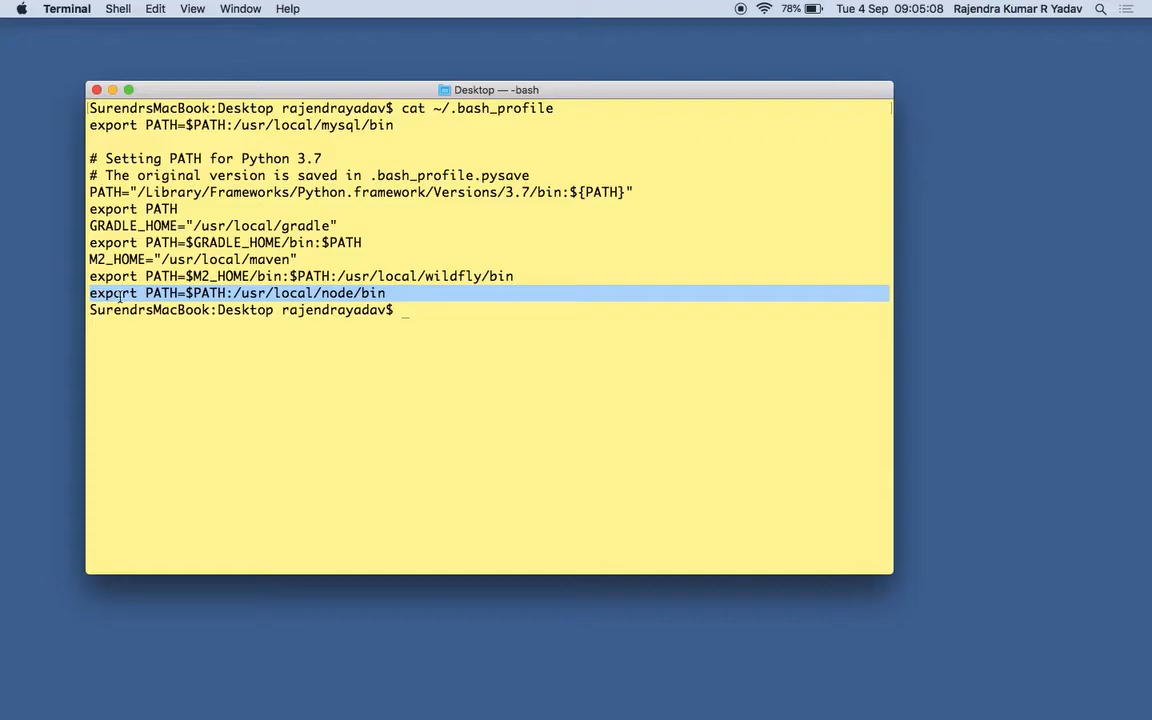 Terminal Shell Edit View Window Help 78% Tue 4 Sep 09:05:08 Rajendra Kumar R Yadav
Desktop — -bash
SurendrsMacBook:Desktop rajendrayadav$ cat ~/.bash_profile
export PATH=$PATH:/usr/local/mysql/bin
# Setting PATH for Python 3.7
# The original version is saved in .bash_profile.pysave
PATH="/Library/Frameworks/Python.framework/Versions/3.7/bin:${PATH}"
export PATH
GRADLE_HOME="/usr/local/gradle"
export PATH=$GRADLE_HOME/bin:$PATH
M2_HOME="/usr/local/maven"
export PATH=$M2_HOME/bin:$PATH:/usr/local/wildfly/bin
export PATH=$PATH:/usr/local/node/bin
SurendrsMacBook:Desktop rajendrayadav$ _